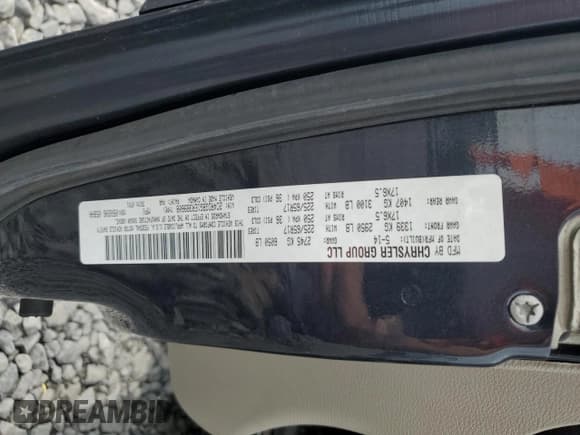 MFD BY CHRYSLER GROUP LLC
DATE OF MFR(BUILT): 5-14 GVWR: 2745 KG 6050 LB
GAWR FRONT: 1339 KG 2950 LB WITH TIRES
17X6.5 RIMS AT 225/65R17 250 KPA 36 PSI COLD
GAWR REAR: 1407 KG 3100 LB WITH TIRES
17X6.5 RIMS AT 225/65R17 250 KPA 36 PSI COLD
THIS VEHICLE CONFORMS TO ALL APPLICABLE U.S.A. FEDERAL MOTOR VEHICLE SAFETY
STANDARDS IN EFFECT ON THE DATE OF MANUFACTURE SHOWN ABOVE
VIN:
VEHICLE MADE IN CANADA
DREAMBID